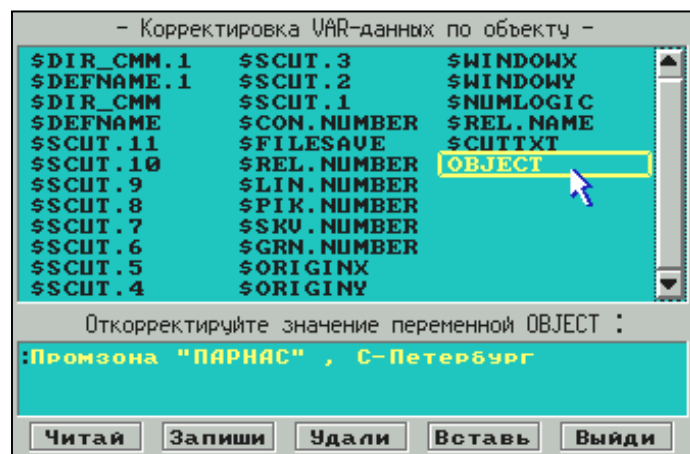 – Корректировка VAR-данных по объекту –
$DIR_CMM.1 $SCUT.3 $WINDOWX
$DEFNAME.1 $SCUT.2 $WINDOWY
$DIR_CMM $SCUT.1 $NUMLOGIC
$DEFNAME $CON.NUMBER $REL.NAME
$SCUT.11 $FILESAVE $CUTTXT
$SCUT.10 $REL.NUMBER OBJECT
$SCUT.9 $LIN.NUMBER
$SCUT.8 $PIK.NUMBER
$SCUT.7 $SKV.NUMBER
$SCUT.6 $GRN.NUMBER
$SCUT.5 $ORIGINX
$SCUT.4 $ORIGINY
Откорректируйте значение переменной OBJECT :
:Промзона "ПАРНАС" , С-Петербург
Читай Запиши Удали Вставь Выйди